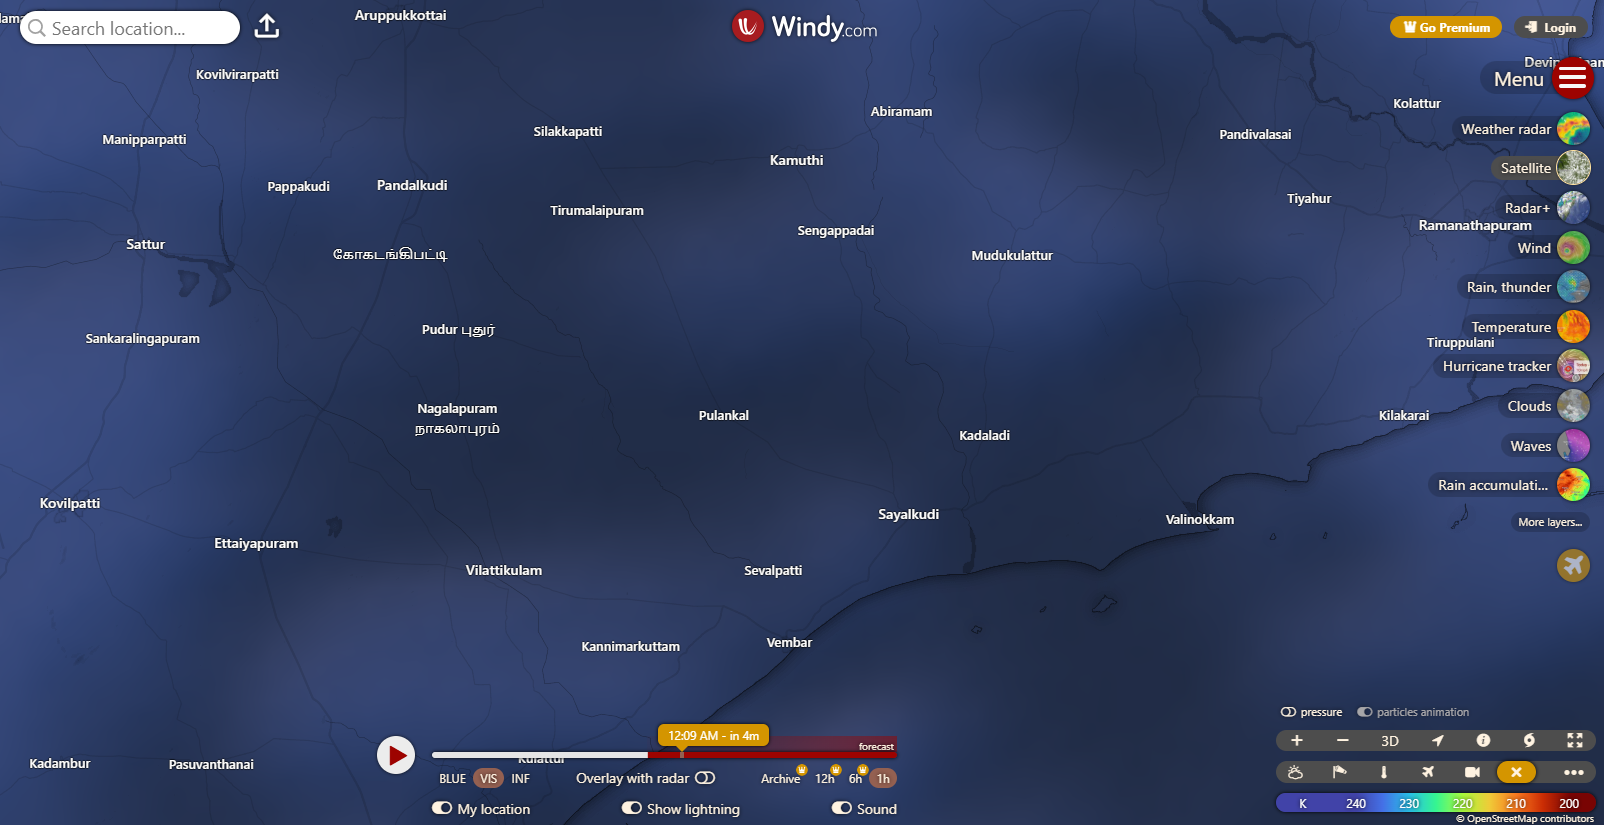 Search location...
Aruppukkottai
Windy.com
Go Premium
Login
Menu
Kovilvirarpatti
Kolattur
Abiramam
Weather radar
Silakkapatti
Pandivalasai
Manipparpatti
Kamuthi
Satellite
Pappakudi
Pandalkudi
Tiyahur
Radar+
Tirumalaipuram
Ramanathapuram
Sengappadai
Sattur
Wind
கோகடங்கிபட்டி
Mudukulattur
Rain, thunder
Temperature
Pudur புதூர்
Sankaralingapuram
Tiruppulani
Hurricane tracker
Clouds
Nagalapuram
நாகலாபுரம்
Pulankal
Kilakarai
Kadaladi
Waves
Rain accumulati...
Kovilpatti
Sayalkudi
Valinokkam
More layers...
Ettaiyapuram
Vilattikulam
Sevalpatti
Vembar
Kannimarkuttam
pressure
particles animation
12:09 AM - in 4m
forecast
3D
Kadambur
Pasuvanthanai
BLUE VIS INF
Overlay with radar
Archive 12h 6h 1h
My location
Show lightning
Sound
K 240 230 220 210 200
© OpenStreetMap contributors